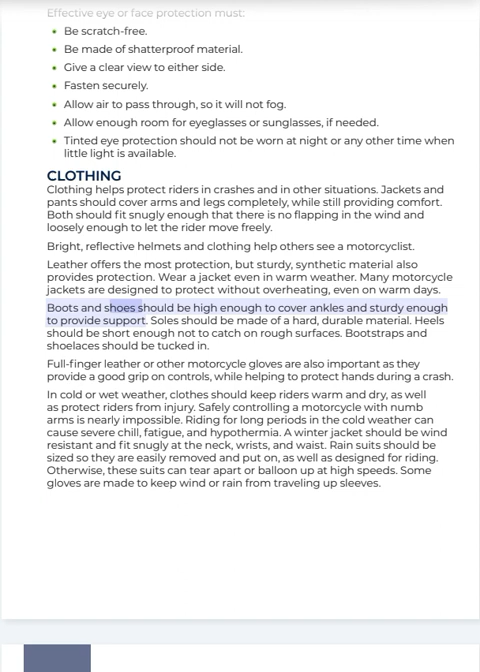 Effective eye or face protection must:
Be scratch-free.
Be made of shatterproof material.
Give a clear view to either side.
Fasten securely.
Allow air to pass through, so it will not fog.
Allow enough room for eyeglasses or sunglasses, if needed.
Tinted eye protection should not be worn at night or any other time when
little light is available.
CLOTHING
Clothing helps protect riders in crashes and in other situations. Jackets and
pants should cover arms and legs completely, while still providing comfort.
Both should fit snugly enough that there is no flapping in the wind and
loosely enough to let the rider move freely.
Bright, reflective helmets and clothing help others see a motorcyclist.
Leather offers the most protection, but sturdy, synthetic material also
provides protection. Wear a jacket even in warm weather. Many motorcycle
jackets are designed to protect without overheating, even on warm days.
Boots and shoes should be high enough to cover ankles and sturdy enough
to provide support. Soles should be made of a hard, durable material. Heels
should be short enough not to catch on rough surfaces. Bootstraps and
shoelaces should be tucked in.
Full-finger leather or other motorcycle gloves are also important as they
provide a good grip on controls, while helping to protect hands during a crash.
In cold or wet weather, clothes should keep riders warm and dry, as well
as protect riders from injury. Safely controlling a motorcycle with numb
arms is nearly impossible. Riding for long periods in the cold weather can
cause severe chill, fatigue, and hypothermia. A winter jacket should be wind
resistant and fit snugly at the neck, wrists, and waist. Rain suits should be
sized so they are easily removed and put on, as well as designed for riding.
Otherwise, these suits can tear apart or balloon up at high speeds. Some
gloves are made to keep wind or rain from traveling up sleeves.